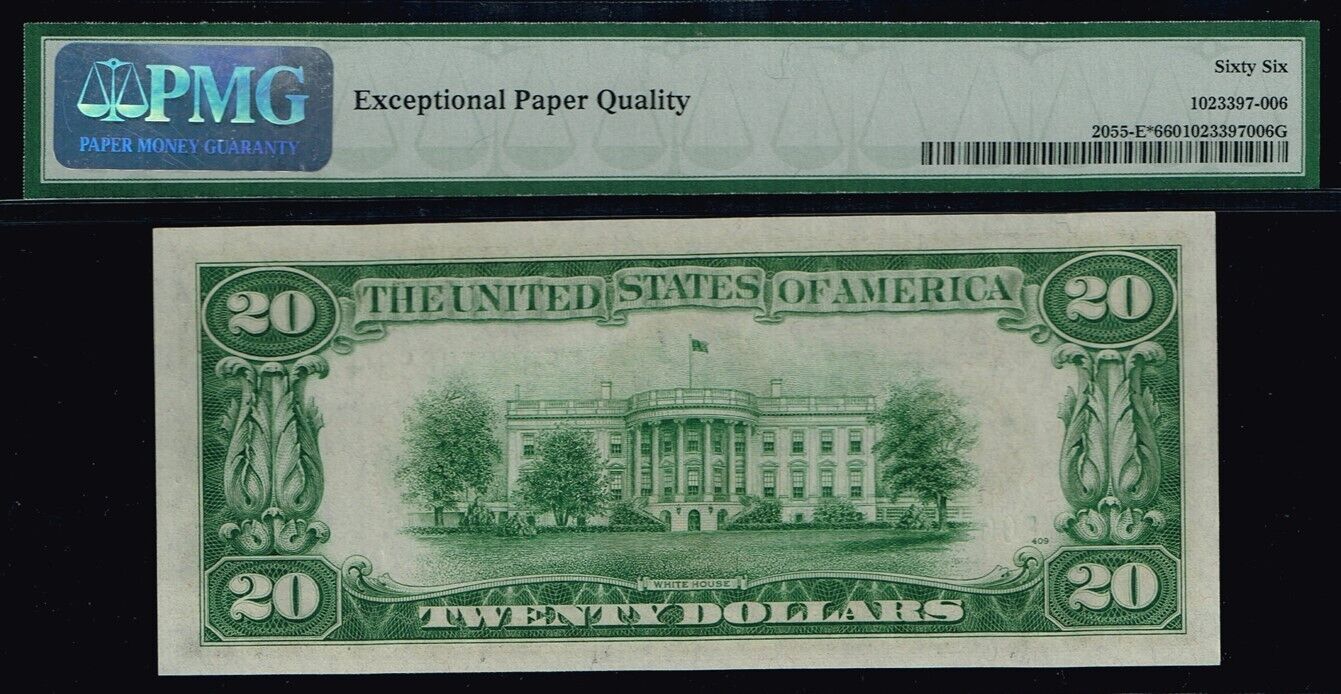 PMG
PAPER MONEY GUARANTY
Exceptional Paper Quality
Sixty Six
1023397-006
2055-E*6601023397006G
20 THE UNITED STATES OF AMERICA 20
409
WHITE HOUSE
20 TWENTY DOLLARS 20